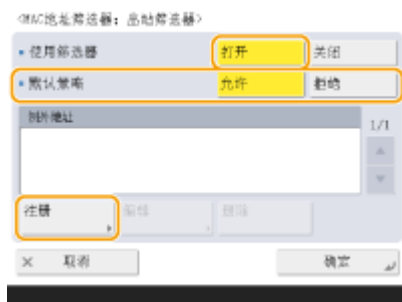 <MAC地址筛选器：出站筛选器>
使用筛选器 打开 关闭
默认策略 允许 拒绝
例外地址
1/1
注册 编辑 删除
× 取消 确定